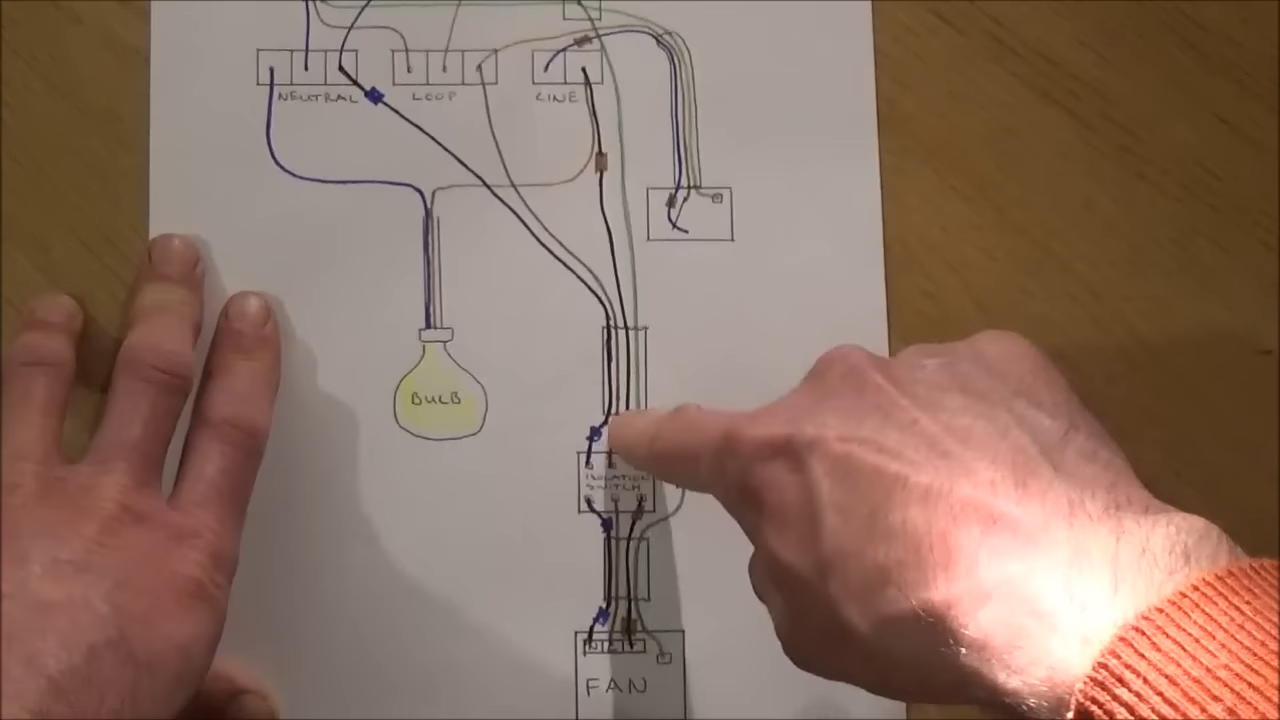 NEUTRAL
LOOP
LINE
BULB
ISOLATION
SWITCH
N
FAN